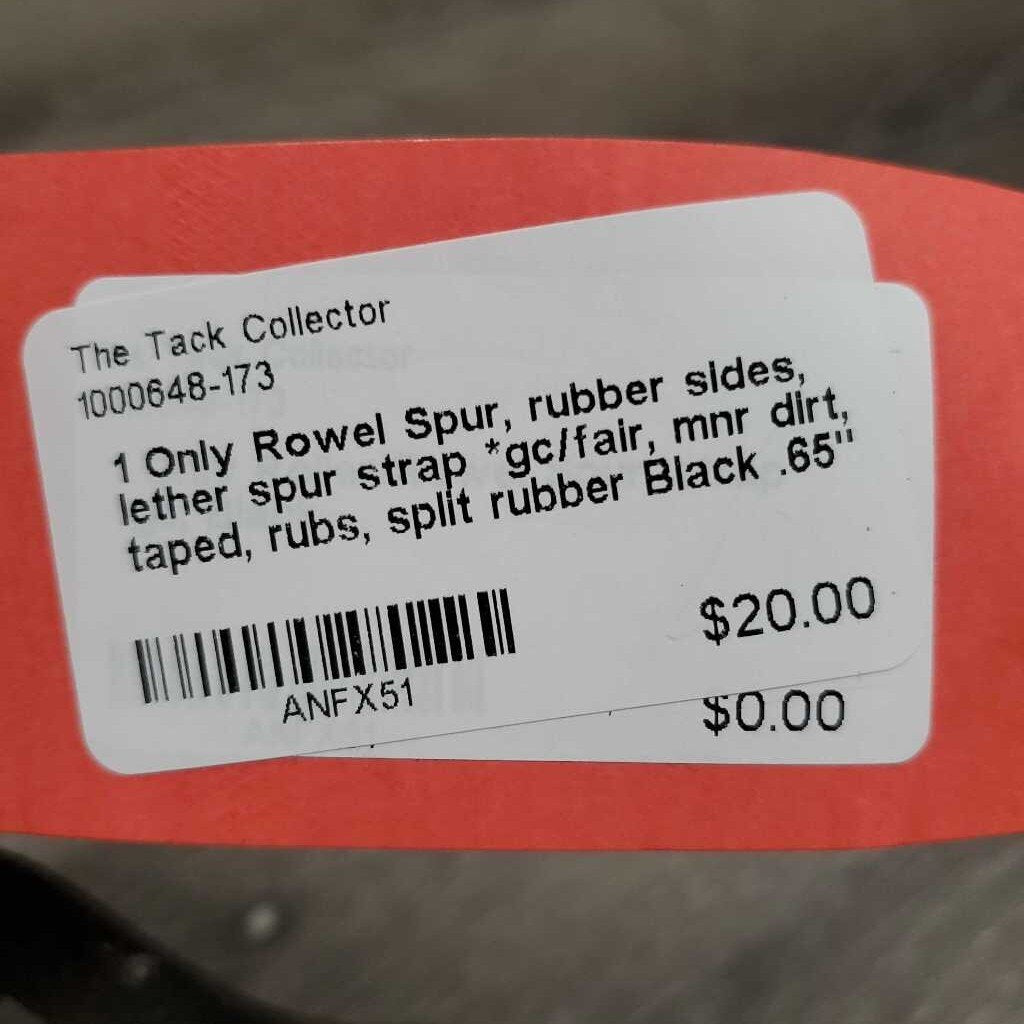 The Tack Collector
1000648-173
1 Only Rowel Spur, rubber sides,
lether spur strap *gc/fair, mnr dirt,
taped, rubs, split rubber Black .65"
$20.00
ANFX51
$0.00